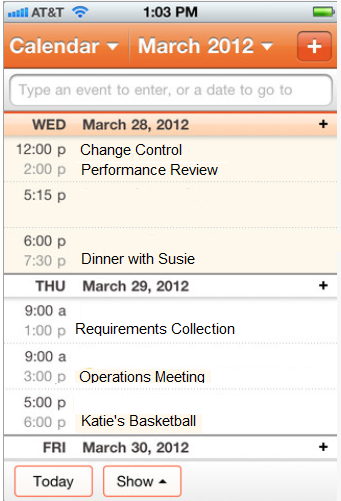 AT&T 1:03 PM
Calendar March 2012 +
Type an event to enter, or a date to go to
WED March 28, 2012 +
12:00 p Change Control
2:00 p Performance Review
5:15 p
6:00 p
7:30 p Dinner with Susie
THU March 29, 2012 +
9:00 a
1:00 p Requirements Collection
9:00 a
3:00 p Operations Meeting
5:00 p
6:00 p Katie's Basketball
FRI March 30, 2012 +
Today Show